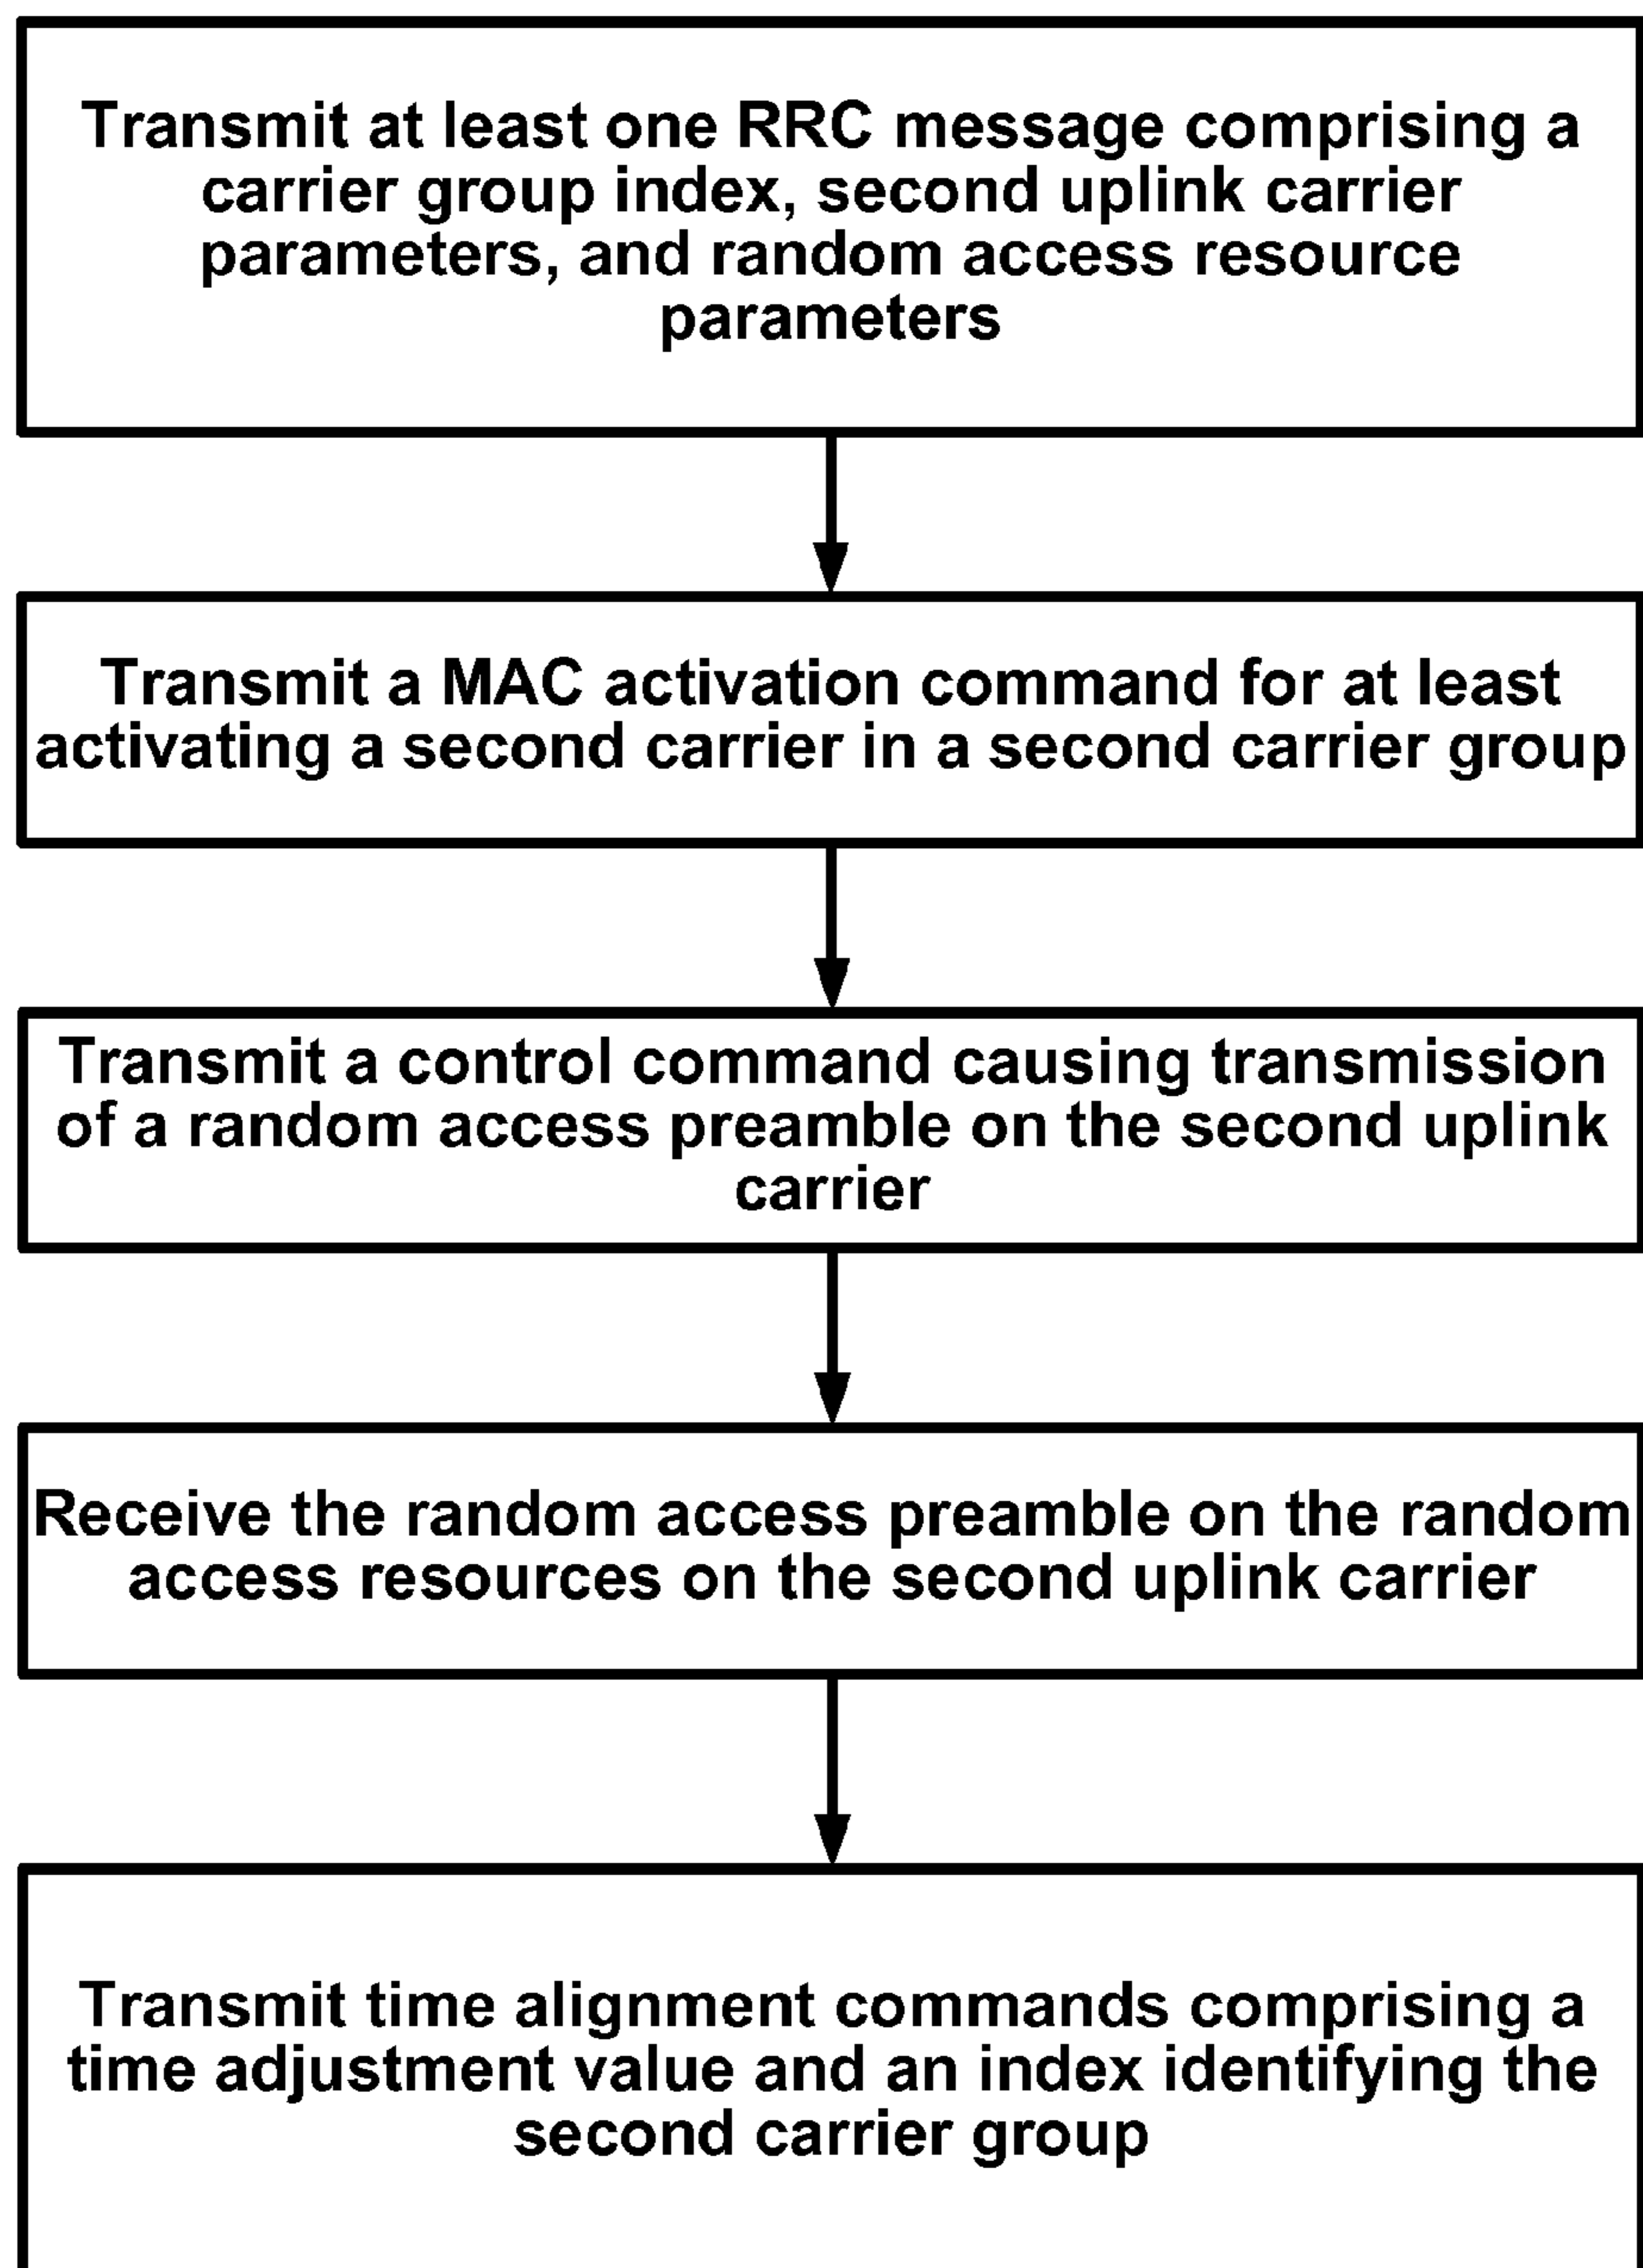 Transmit at least one RRC message comprising a
carrier group index, second uplink carrier
parameters, and random access resource
parameters
Transmit a MAC activation command for at least
activating a second carrier in a second carrier group
Transmit a control command causing transmission
of a random access preamble on the second uplink
carrier
Receive the random access preamble on the random
access resources on the second uplink carrier
Transmit time alignment commands comprising a
time adjustment value and an index identifying the
second carrier group